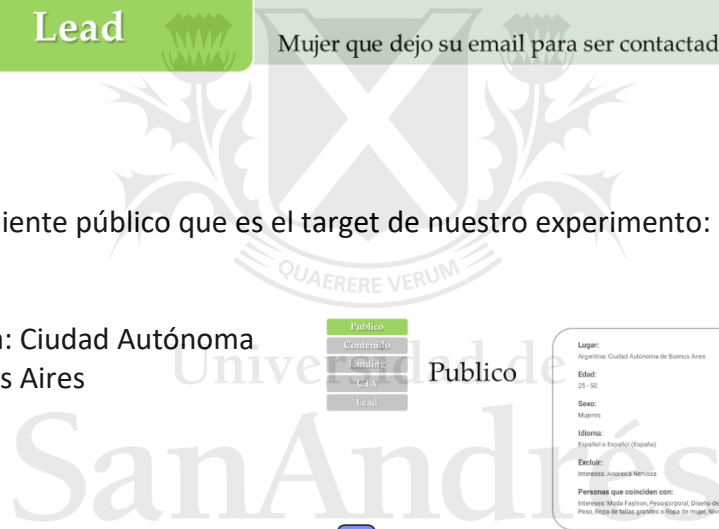 Lead
Mujer que dejo su email para ser contactad
iente público que es el target de nuestro experimento:
QUAERERE VERUM
: Ciudad Autónoma
s Aires
Publico
Contenido
Landing
CTA
Lead
Publico
Lugar:
Argentina: Ciudad Autónoma de Buenos Aires
Edad:
25 - 50
Sexo:
Mujeres
Idioma:
Español o Español (España)
Excluir:
Intereses: Anorexia Nerviosa
Personas que coinciden con:
Intereses: Moda Fashion, Peso corporal, Diseño de
Peso, Ropa de tallas grandes o Ropa de mujer, Niv
Universidad de
SanAndrés